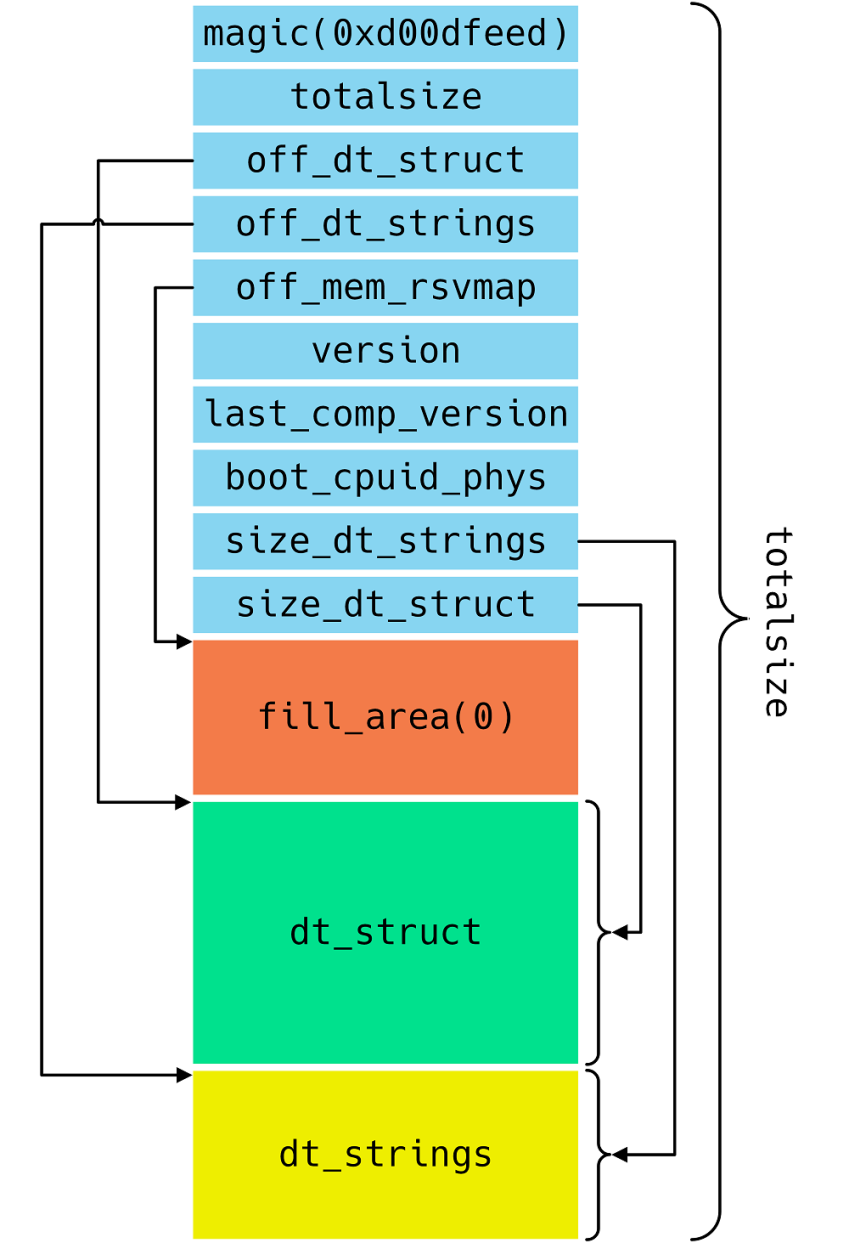 magic(0xd00dfeed)
totalsize
off_dt_struct
off_dt_strings
off_mem_rsvmap
version
last_comp_version
boot_cpuid_phys
size_dt_strings
size_dt_struct
fill_area(0)
dt_struct
dt_strings
totalsize